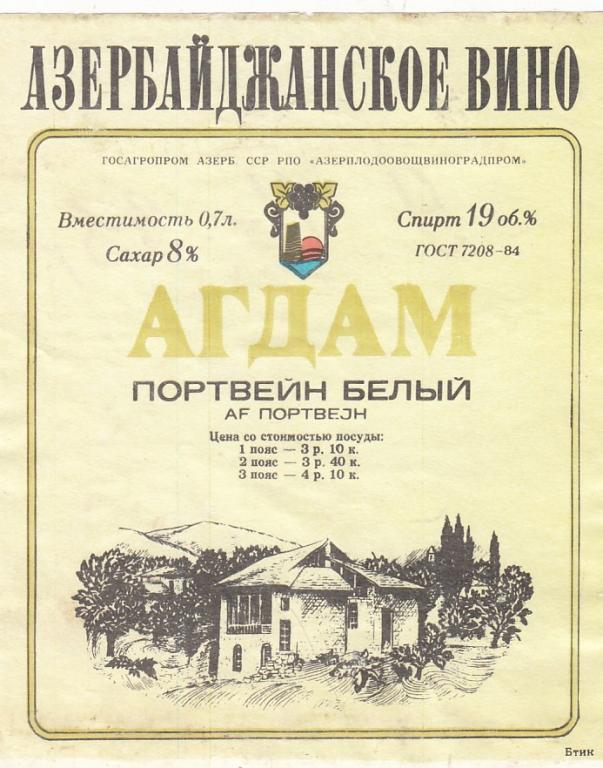 АЗЕРБАЙДЖАНСКОЕ ВИНО
ГОСАГРОПРОМ АЗЕРБ. ССР РПО «АЗЕРПЛОДООВОЩВИНОГРАДПРОМ»
Вместимость 0,7л.
Сахар 8%
Спирт 19 об.%
ГОСТ 7208-84
АГДАМ
ПОРТВЕЙН БЕЛЫЙ
АҒ ПОРТВЕЈН
Цена со стоимостью посуды:
1 пояс — 3 р. 10 к.
2 пояс — 3 р. 40 к.
3 пояс — 4 р. 10 к.
Бтик